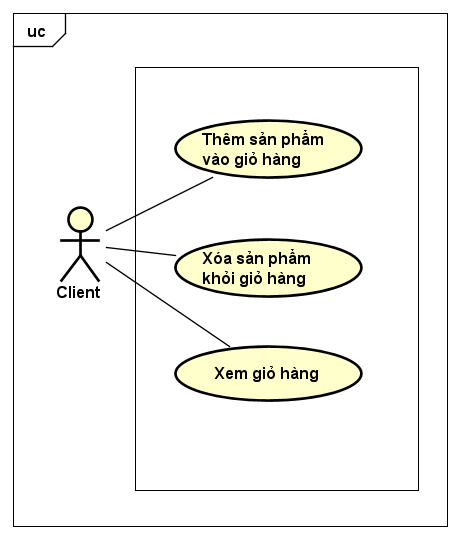 uc
Thêm sản phẩm
vào giỏ hàng
Xóa sản phẩm
khỏi giỏ hàng
Client
Xem giỏ hàng